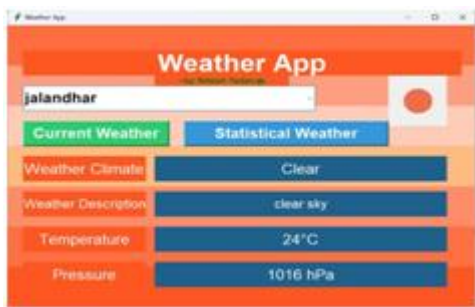 Weather App
Weather App
jalandhar
Current Weather Statistical Weather
Weather Climate Clear
Weather Description clear sky
Temperature 24°C
Pressure 1016 hPa